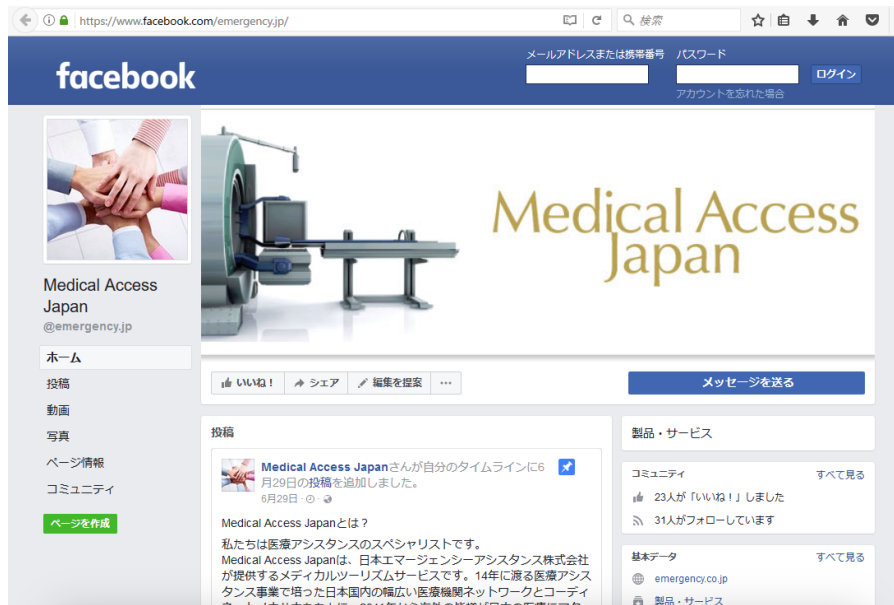 https://www.facebook.com/emergency.jp/
検索
facebook
メールアドレスまたは携帯番号 パスワード
ログイン
アカウントを忘れた場合
Medical Access
Japan
Medical Access
Japan
@emergency.jp
ホーム
投稿
動画
写真
ページ情報
コミュニティ
ページを作成
いいね！ シェア 編集を提案 ...
メッセージを送る
投稿
Medical Access Japanさんが自分のタイムラインに6
月29日の投稿を追加しました。
6月29日
Medical Access Japanとは？
私たちは医療アシスタンスのスペシャリストです。
Medical Access Japanは、日本エマージェンシーアシスタンス株式会社
が提供するメディカルツーリズムサービスです。14年に渡る医療アシス
タンス事業で培った日本国内の幅広い医療機関ネットワークとコーディ
製品・サービス
コミュニティ すべて見る
23人が「いいね！」しました
31人がフォローしています
基本データ すべて見る
emergency.co.jp
製品・サービス